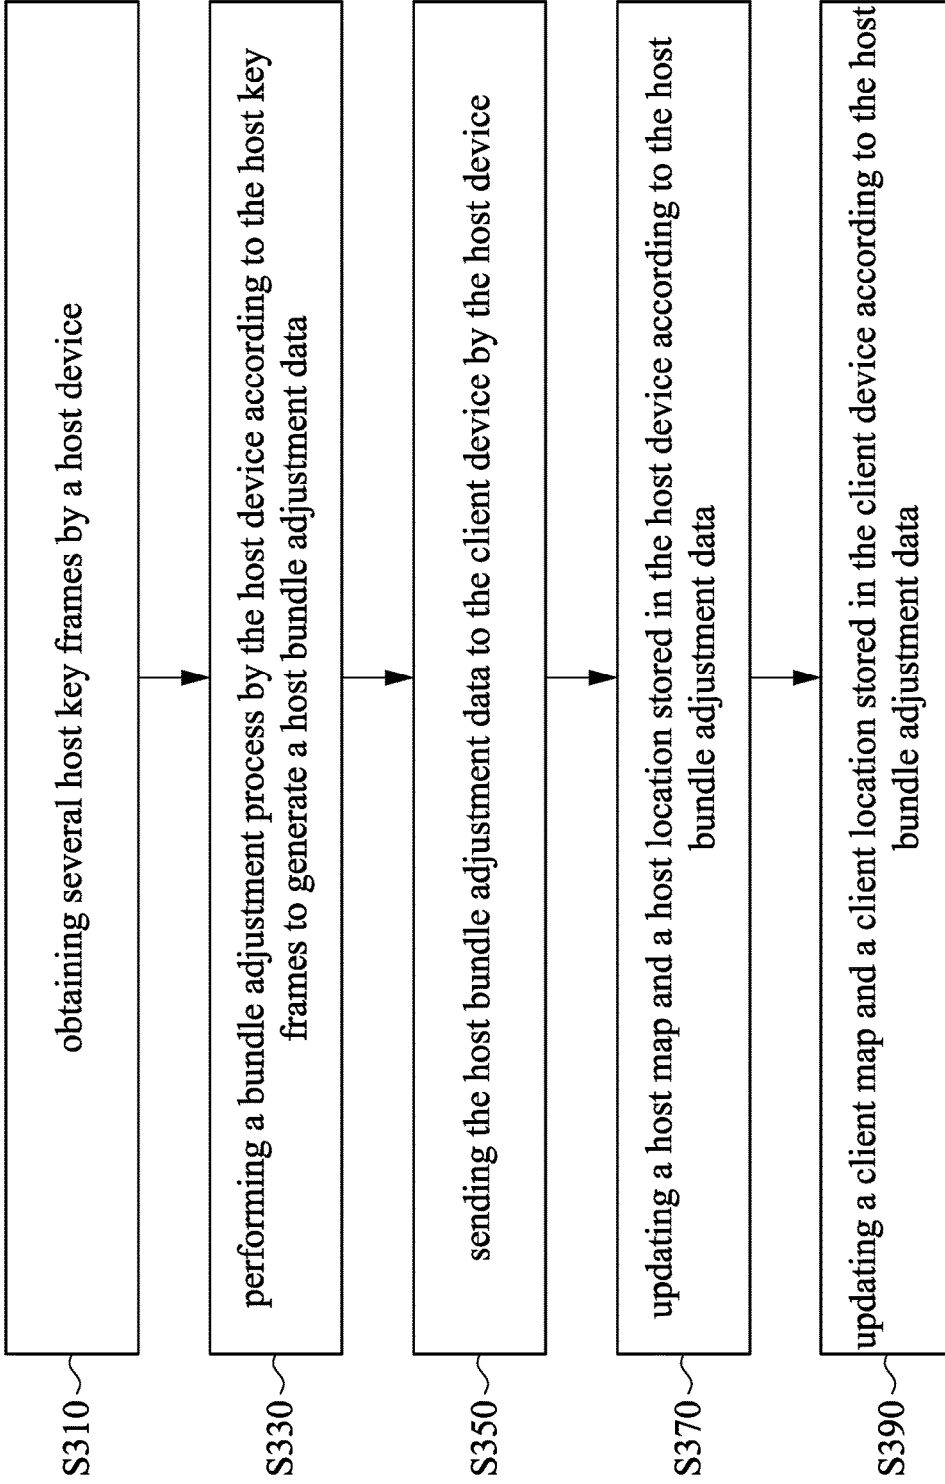 S310
obtaining several host key frames by a host device
S330
performing a bundle adjustment process by the host device according to the host key
frames to generate a host bundle adjustment data
S350
sending the host bundle adjustment data to the client device by the host device
S370
updating a host map and a host location stored in the host device according to the host
bundle adjustment data
S390
updating a client map and a client location stored in the client device according to the host
bundle adjustment data